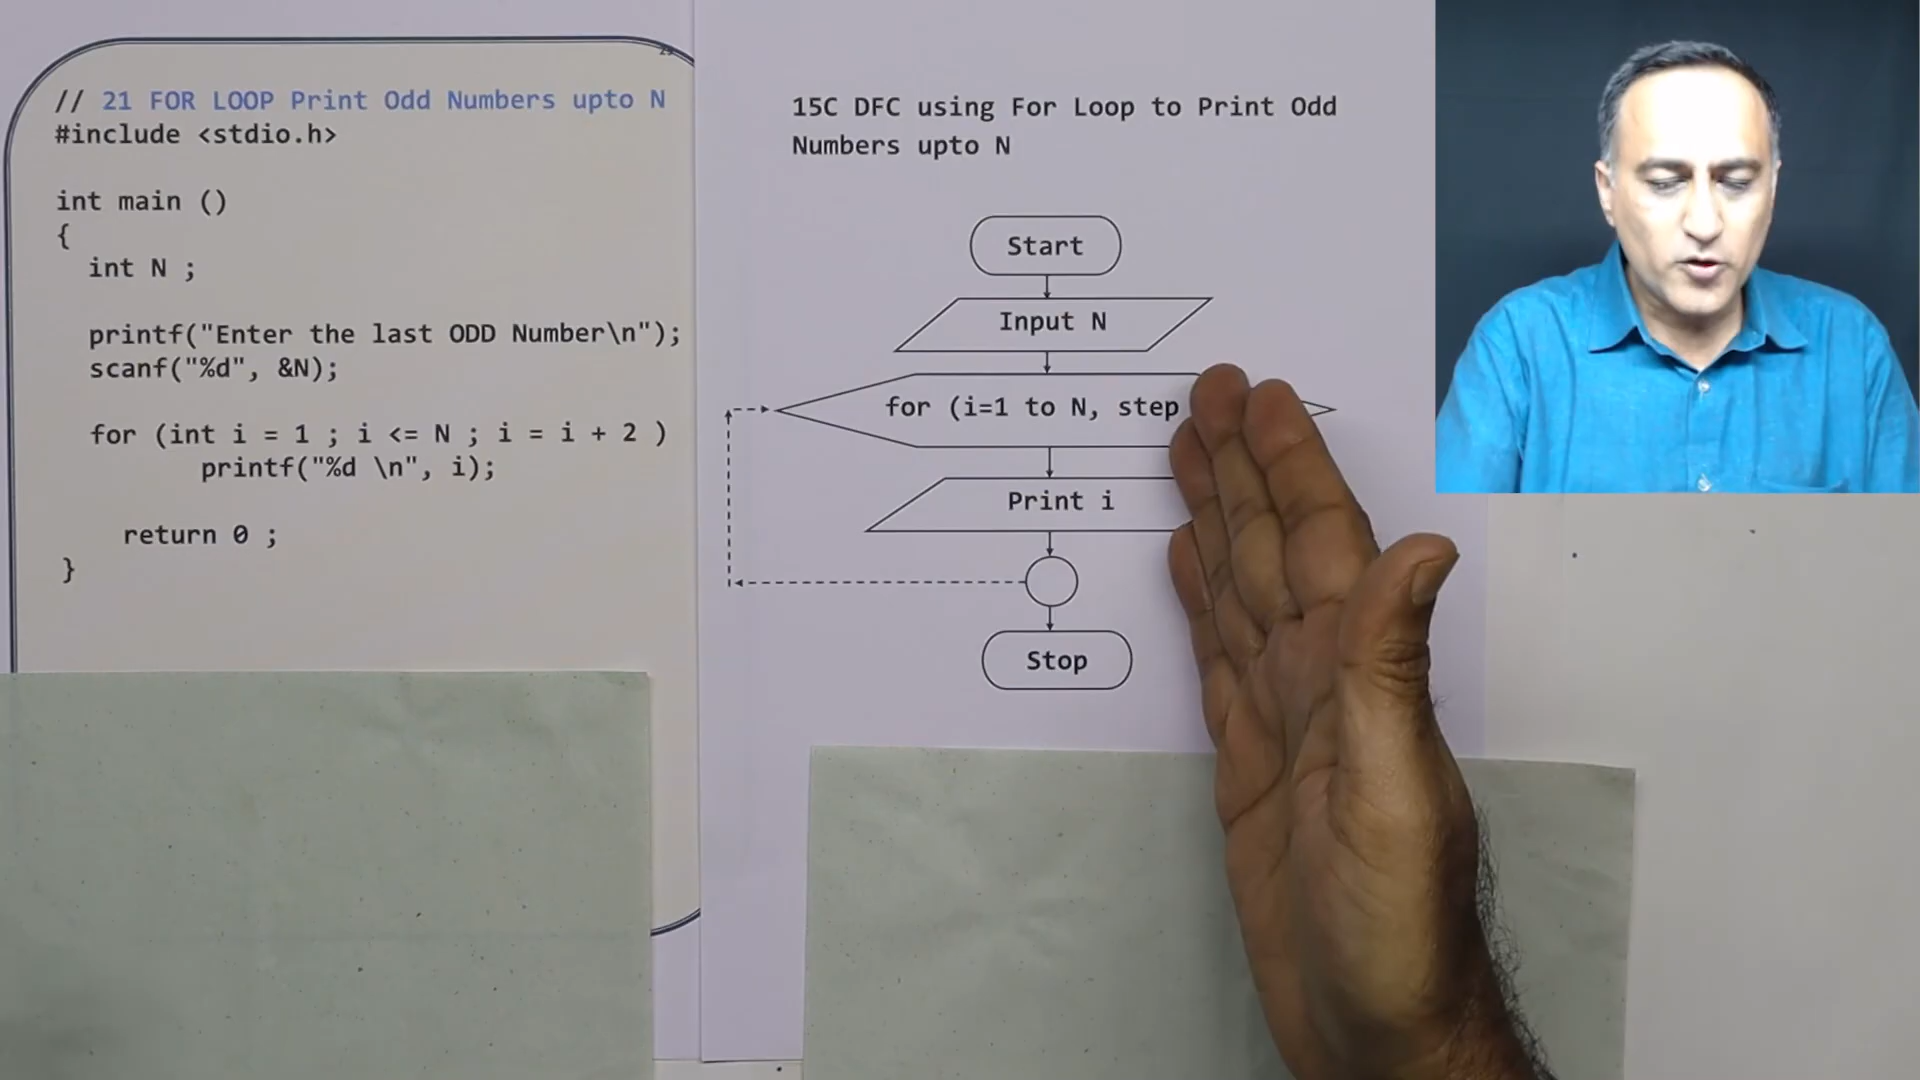 // 21 FOR LOOP Print Odd Numbers upto N
#include <stdio.h>
int main ()
{
int N ;
printf("Enter the last ODD Number\n");
scanf("%d", &N);
for (int i = 1 ; i <= N ; i = i + 2 )
printf("%d \n", i);
return 0 ;
}
15C DFC using For Loop to Print Odd
Numbers upto N
Start
Input N
for (i=1 to N, step
Print i
Stop